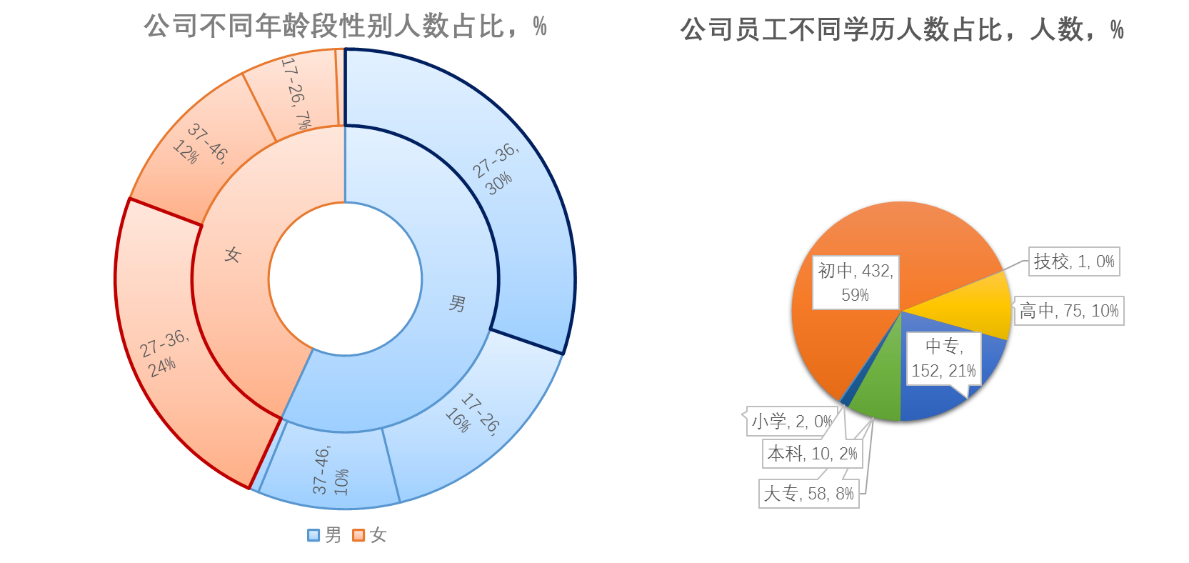 公司不同年龄段性别人数占比，%
17-26, 7%
37-46,
12%
27-36,
30%
女
男
27-36,
24%
17-26,
16%
37-46,
10%
男 女
公司员工不同学历人数占比，人数，%
初中, 432,
59%
技校, 1, 0%
高中, 75, 10%
中专,
152, 21%
小学, 2, 0%
本科, 10, 2%
大专, 58, 8%